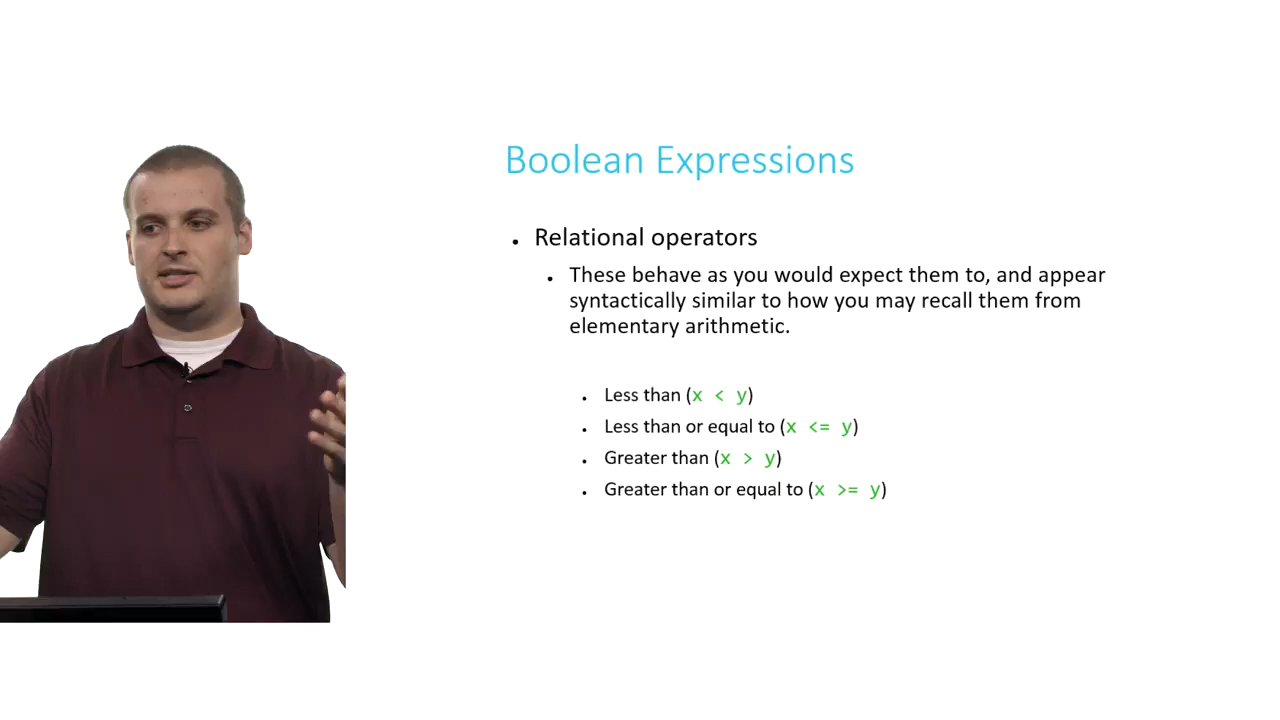 Boolean Expressions
• Relational operators
• These behave as you would expect them to, and appear
syntactically similar to how you may recall them from
elementary arithmetic.
• Less than (x < y)
• Less than or equal to (x <= y)
• Greater than (x > y)
• Greater than or equal to (x >= y)